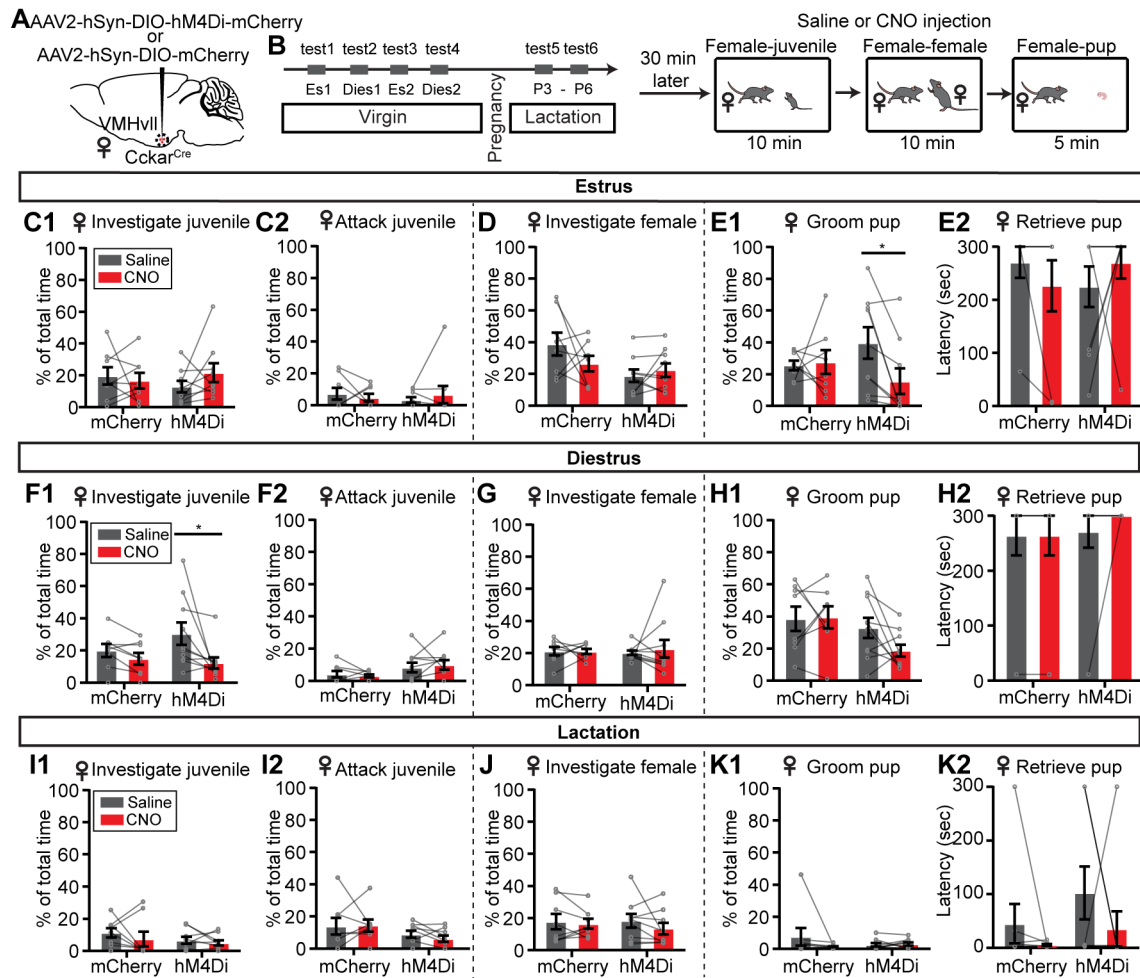 A
AAV2-hSyn-DIO-hM4Di-mCherry
or
AAV2-hSyn-DIO-mCherry
VMHvll
♀
Cckar^Cre
B
test1 test2 test3 test4 test5 test6
Es1 Dies1 Es2 Dies2 P3 - P6
Virgin
Pregnancy
Lactation
30 min
later
Saline or CNO injection
Female-juvenile
♀
10 min
Female-female
♀ ♀
10 min
Female-pup
♀
5 min
Estrus
C1 ♀ Investigate juvenile
% of total time
100
80
60
40
20
0
Saline
CNO
mCherry hM4Di
C2 ♀ Attack juvenile
% of total time
100
80
60
40
20
0
mCherry hM4Di
D ♀ Investigate female
% of total time
100
80
60
40
20
0
mCherry hM4Di
E1 ♀ Groom pup
% of total time
100
80
60
40
20
0
*
mCherry hM4Di
E2 ♀ Retrieve pup
Latency (sec)
300
200
100
0
mCherry hM4Di
Diestrus
F1 ♀ Investigate juvenile
% of total time
100
80
60
40
20
0
Saline
CNO
*
mCherry hM4Di
F2 ♀ Attack juvenile
% of total time
100
80
60
40
20
0
mCherry hM4Di
G ♀ Investigate female
% of total time
100
80
60
40
20
0
mCherry hM4Di
H1 ♀ Groom pup
% of total time
100
80
60
40
20
0
mCherry hM4Di
H2 ♀ Retrieve pup
Latency (sec)
300
200
100
0
mCherry hM4Di
Lactation
I1 ♀ Investigate juvenile
% of total time
100
80
60
40
20
0
Saline
CNO
mCherry hM4Di
I2 ♀ Attack juvenile
% of total time
100
80
60
40
20
0
mCherry hM4Di
J ♀ Investigate female
% of total time
100
80
60
40
20
0
mCherry hM4Di
K1 ♀ Groom pup
% of total time
100
80
60
40
20
0
mCherry hM4Di
K2 ♀ Retrieve pup
Latency (sec)
300
200
100
0
mCherry hM4Di